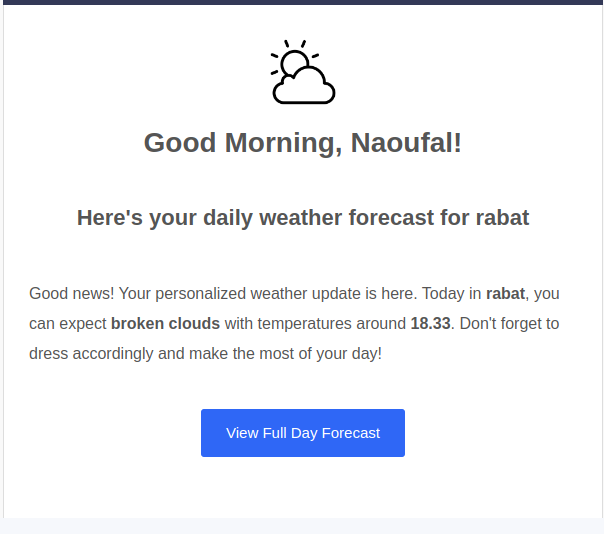 Good Morning, Naoufal!
Here's your daily weather forecast for rabat
Good news! Your personalized weather update is here. Today in rabat, you
can expect broken clouds with temperatures around 18.33. Don't forget to
dress accordingly and make the most of your day!
View Full Day Forecast